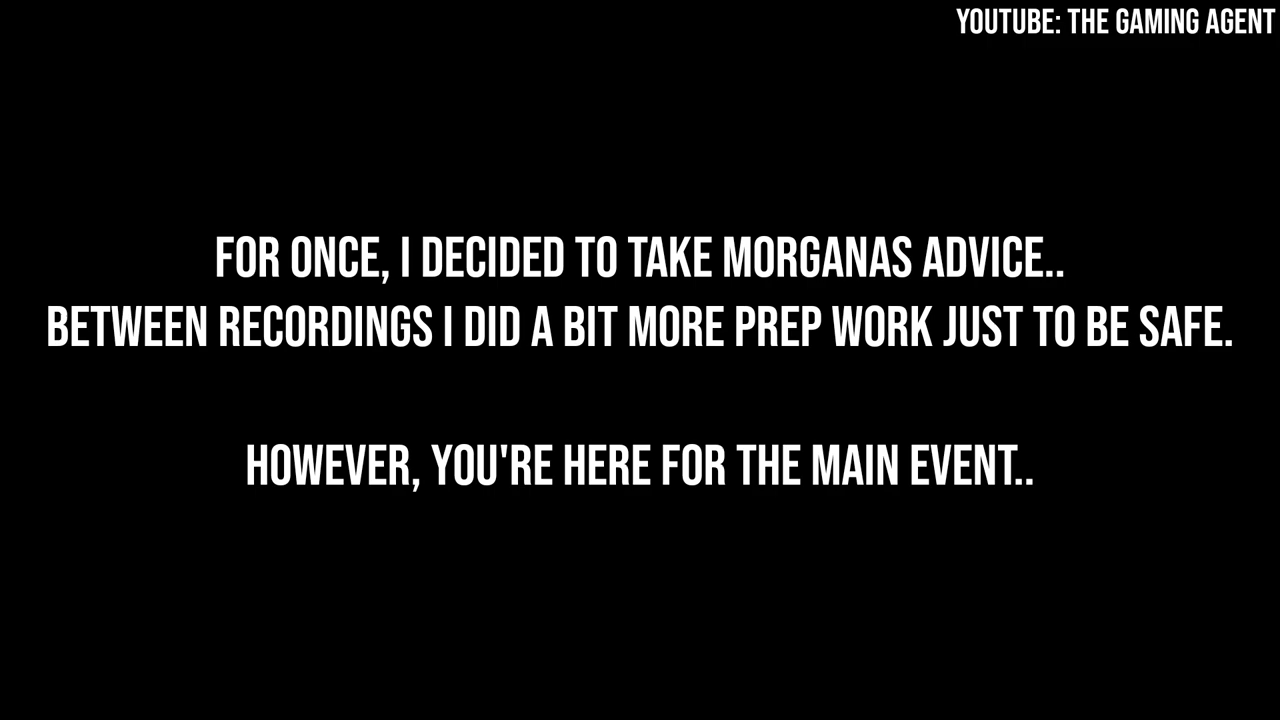 YOUTUBE: THE GAMING AGENT
FOR ONCE, I DECIDED TO TAKE MORGANAS ADVICE..
BETWEEN RECORDINGS I DID A BIT MORE PREP WORK JUST TO BE SAFE.
HOWEVER, YOU'RE HERE FOR THE MAIN EVENT..